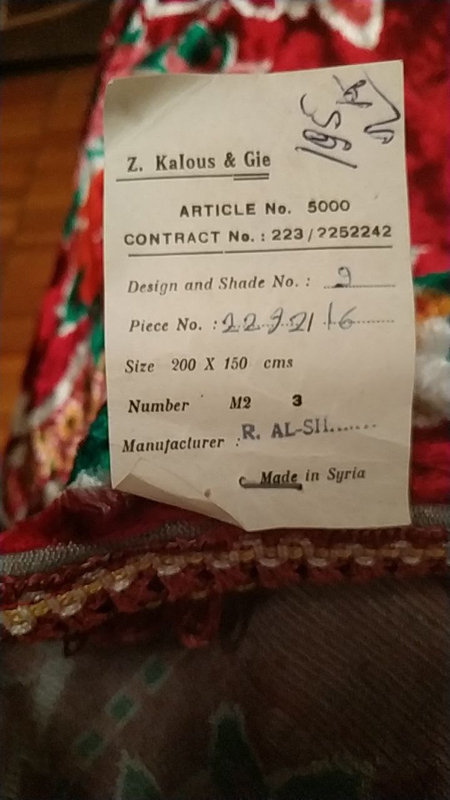 Z. Kalous & Gie
ARTICLE No. 5000
CONTRACT No. : 223/?252242
Design and Shade No. : 9
Piece No. :
Size 200 X 150 cms
Number M2 3
Manufacturer : R. AL-SH.......
Made in Syria